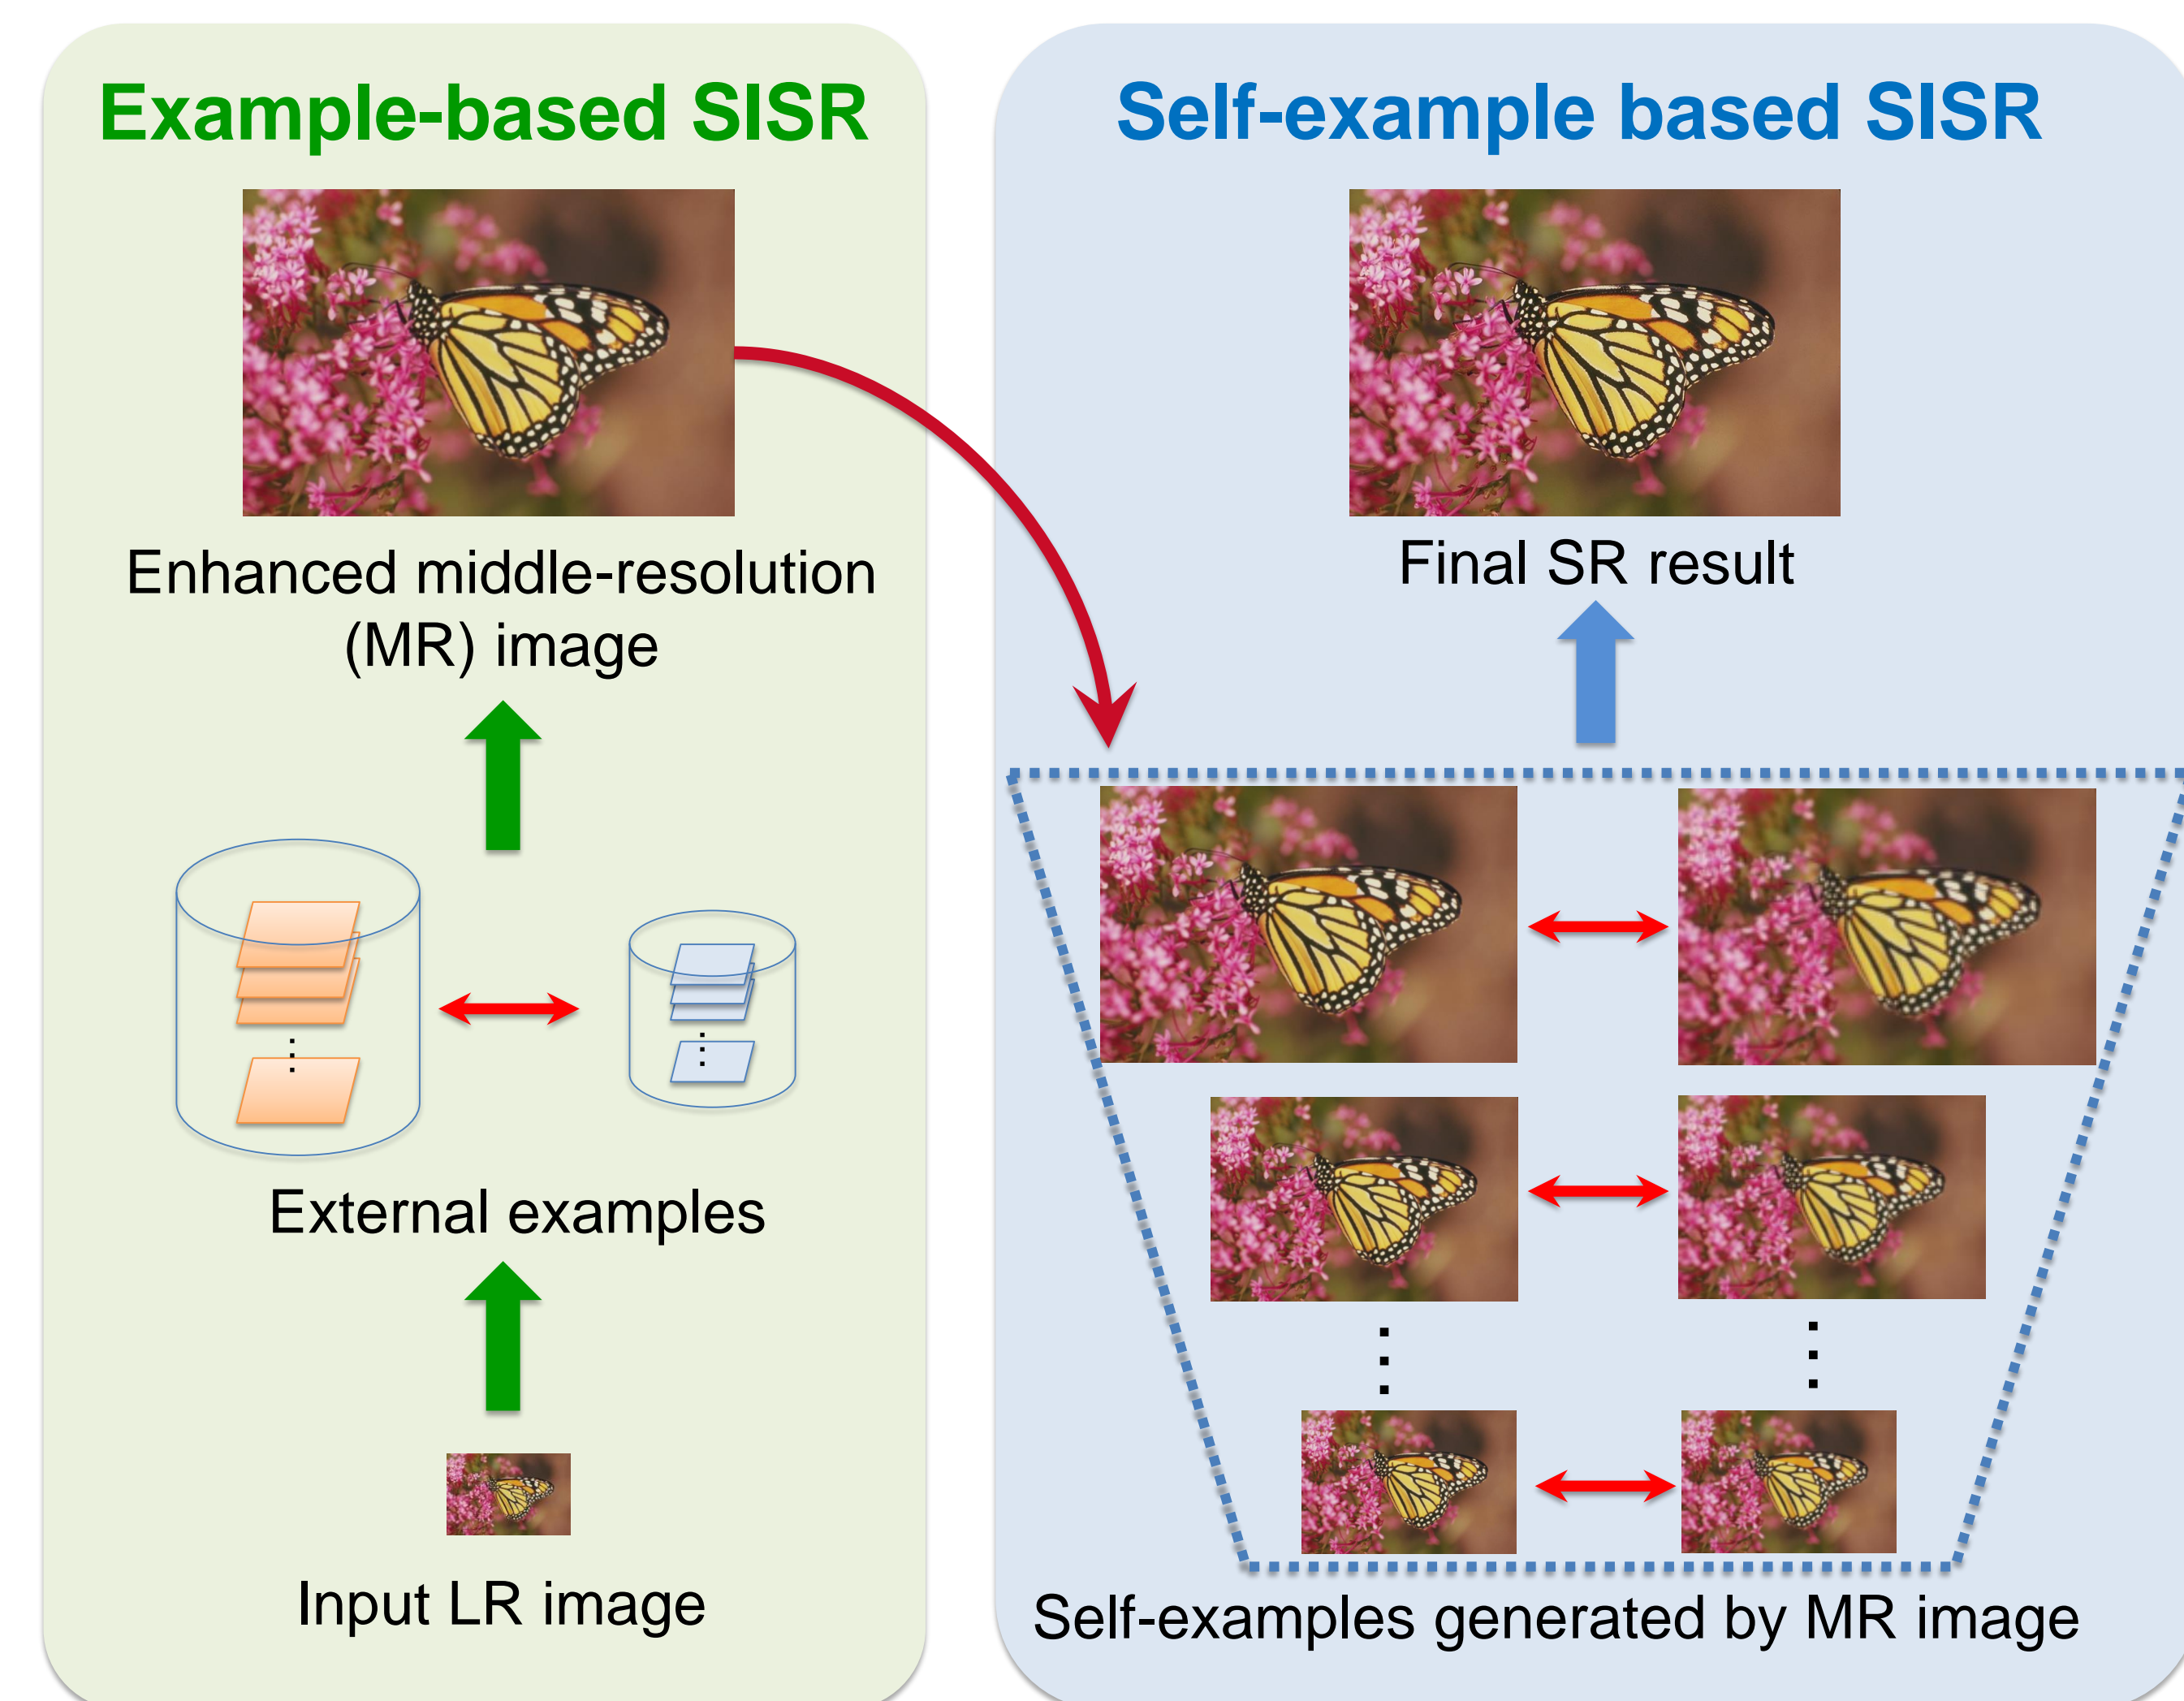 Example-based SISR
Enhanced middle-resolution
(MR) image
External examples
Input LR image
Self-example based SISR
Final SR result
Self-examples generated by MR image